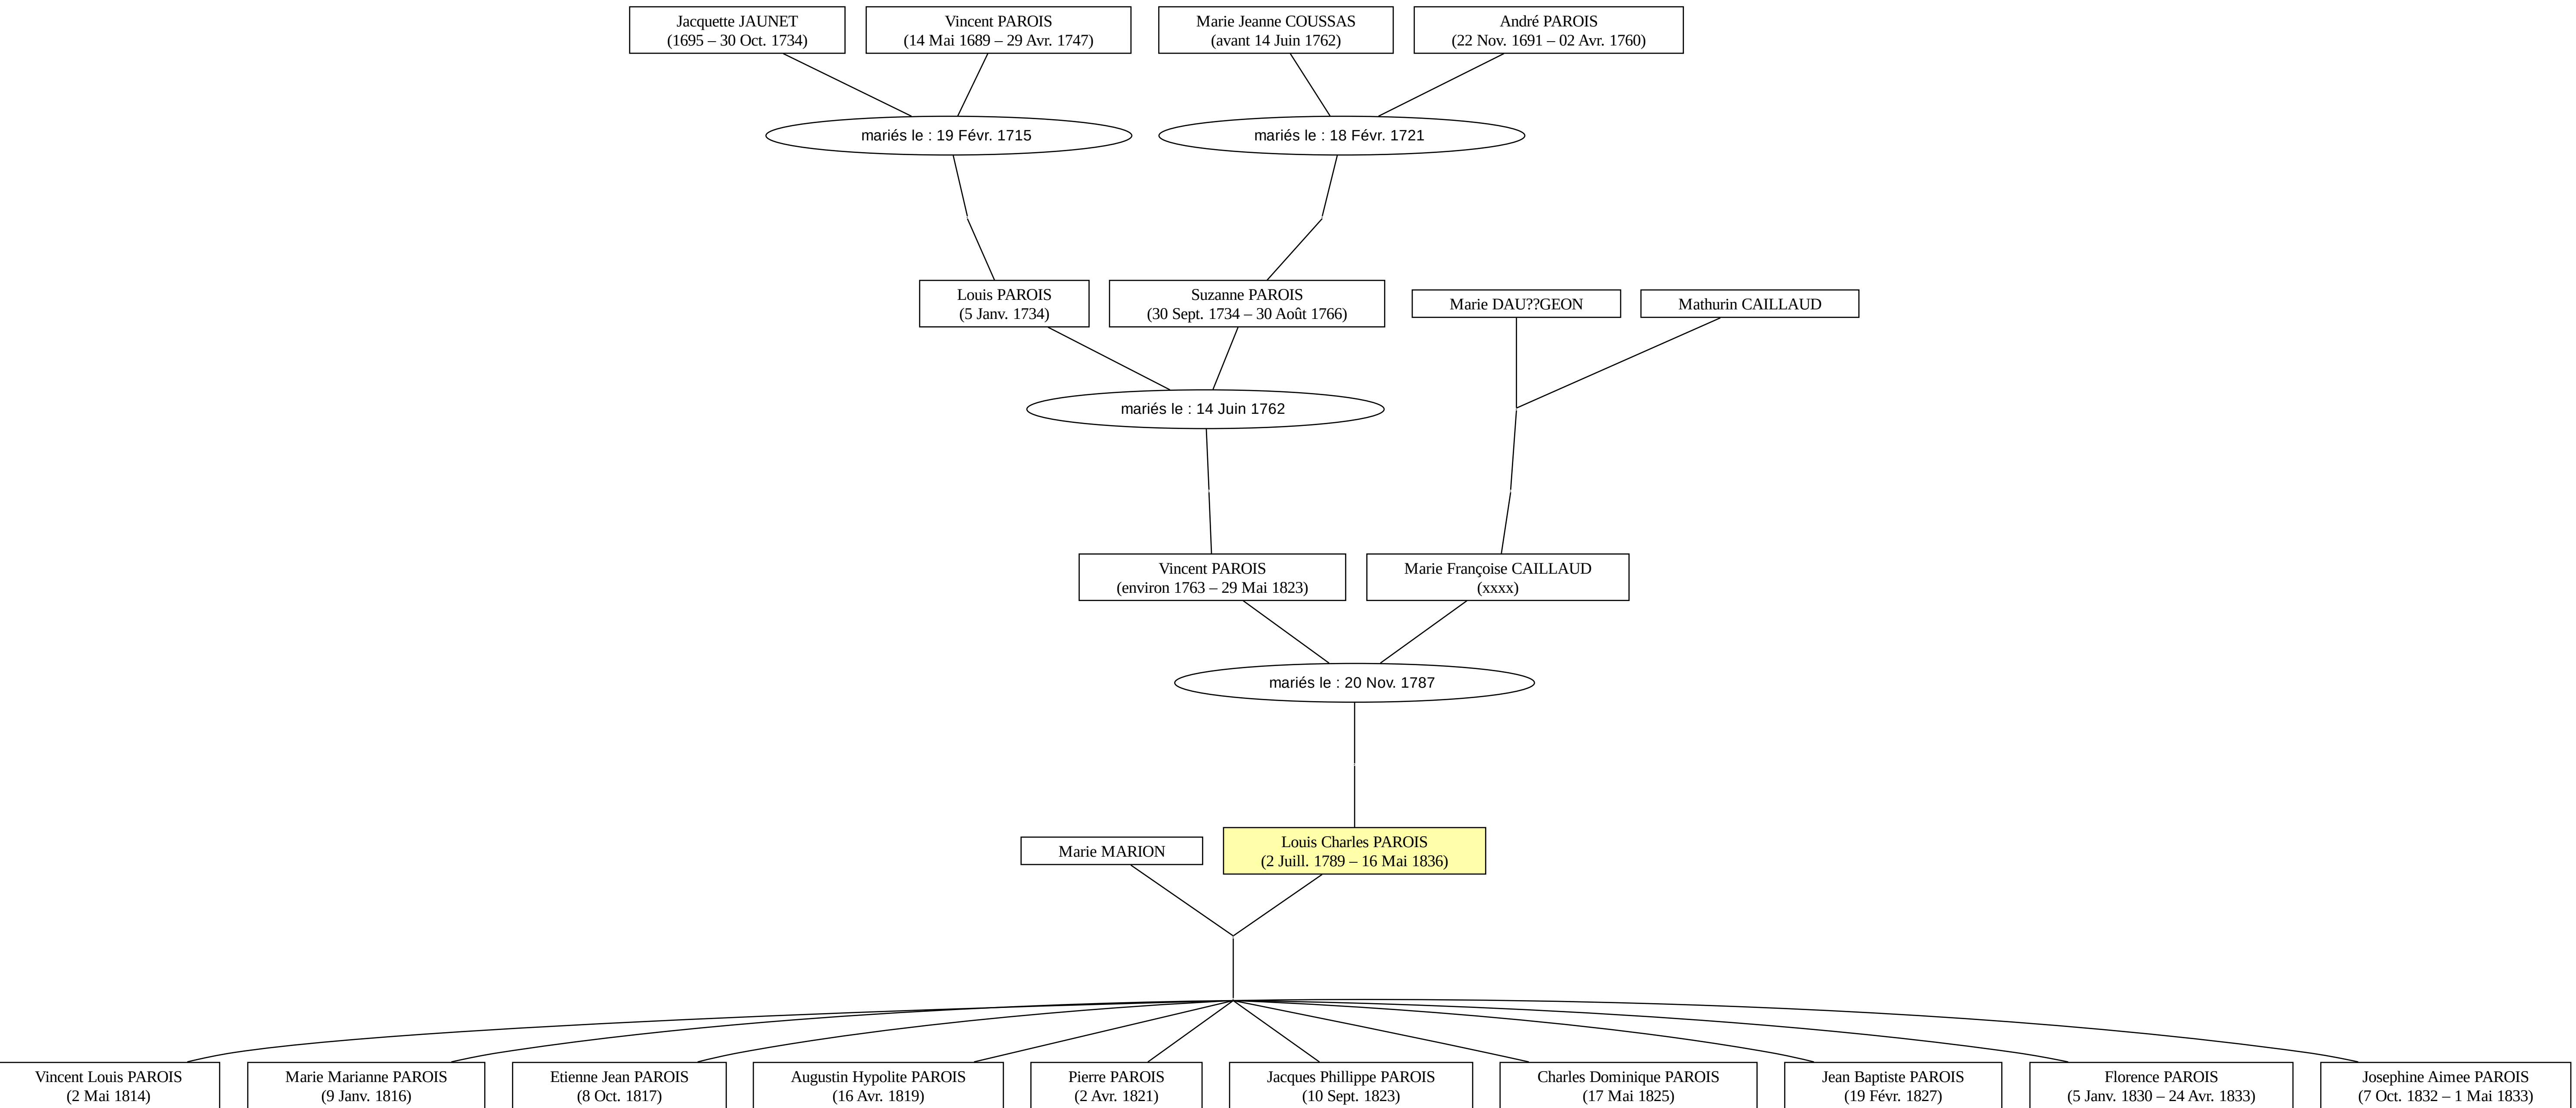 Jacquette JAUNET
(1695 – 30 Oct. 1734)
Vincent PAROIS
(14 Mai 1689 – 29 Avr. 1747)
Marie Jeanne COUSSAS
(avant 14 Juin 1762)
André PAROIS
(22 Nov. 1691 – 02 Avr. 1760)
mariés le : 19 Févr. 1715
mariés le : 18 Févr. 1721
Louis PAROIS
(5 Janv. 1734)
Suzanne PAROIS
(30 Sept. 1734 – 30 Août 1766)
Marie DAU??GEON
Mathurin CAILLAUD
mariés le : 14 Juin 1762
Vincent PAROIS
(environ 1763 – 29 Mai 1823)
Marie Françoise CAILLAUD
(xxxx)
mariés le : 20 Nov. 1787
Marie MARION
Louis Charles PAROIS
(2 Juill. 1789 – 16 Mai 1836)
Vincent Louis PAROIS
(2 Mai 1814)
Marie Marianne PAROIS
(9 Janv. 1816)
Etienne Jean PAROIS
(8 Oct. 1817)
Augustin Hypolite PAROIS
(16 Avr. 1819)
Pierre PAROIS
(2 Avr. 1821)
Jacques Phillippe PAROIS
(10 Sept. 1823)
Charles Dominique PAROIS
(17 Mai 1825)
Jean Baptiste PAROIS
(19 Févr. 1827)
Florence PAROIS
(5 Janv. 1830 – 24 Avr. 1833)
Josephine Aimee PAROIS
(7 Oct. 1832 – 1 Mai 1833)